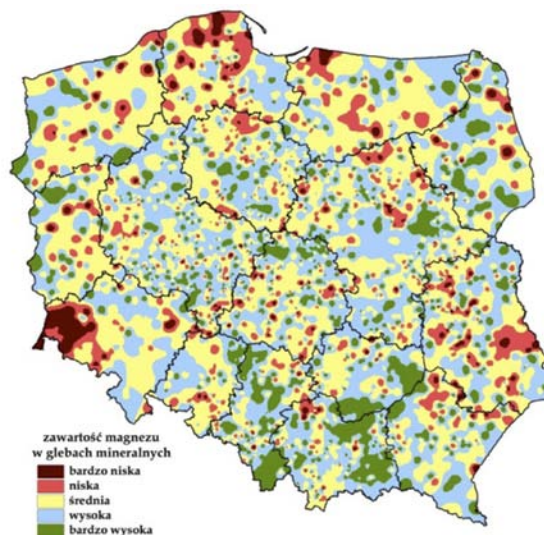 zawartość magnezu
w glebach mineralnych
bardzo niska
niska
średnia
wysoka
bardzo wysoka